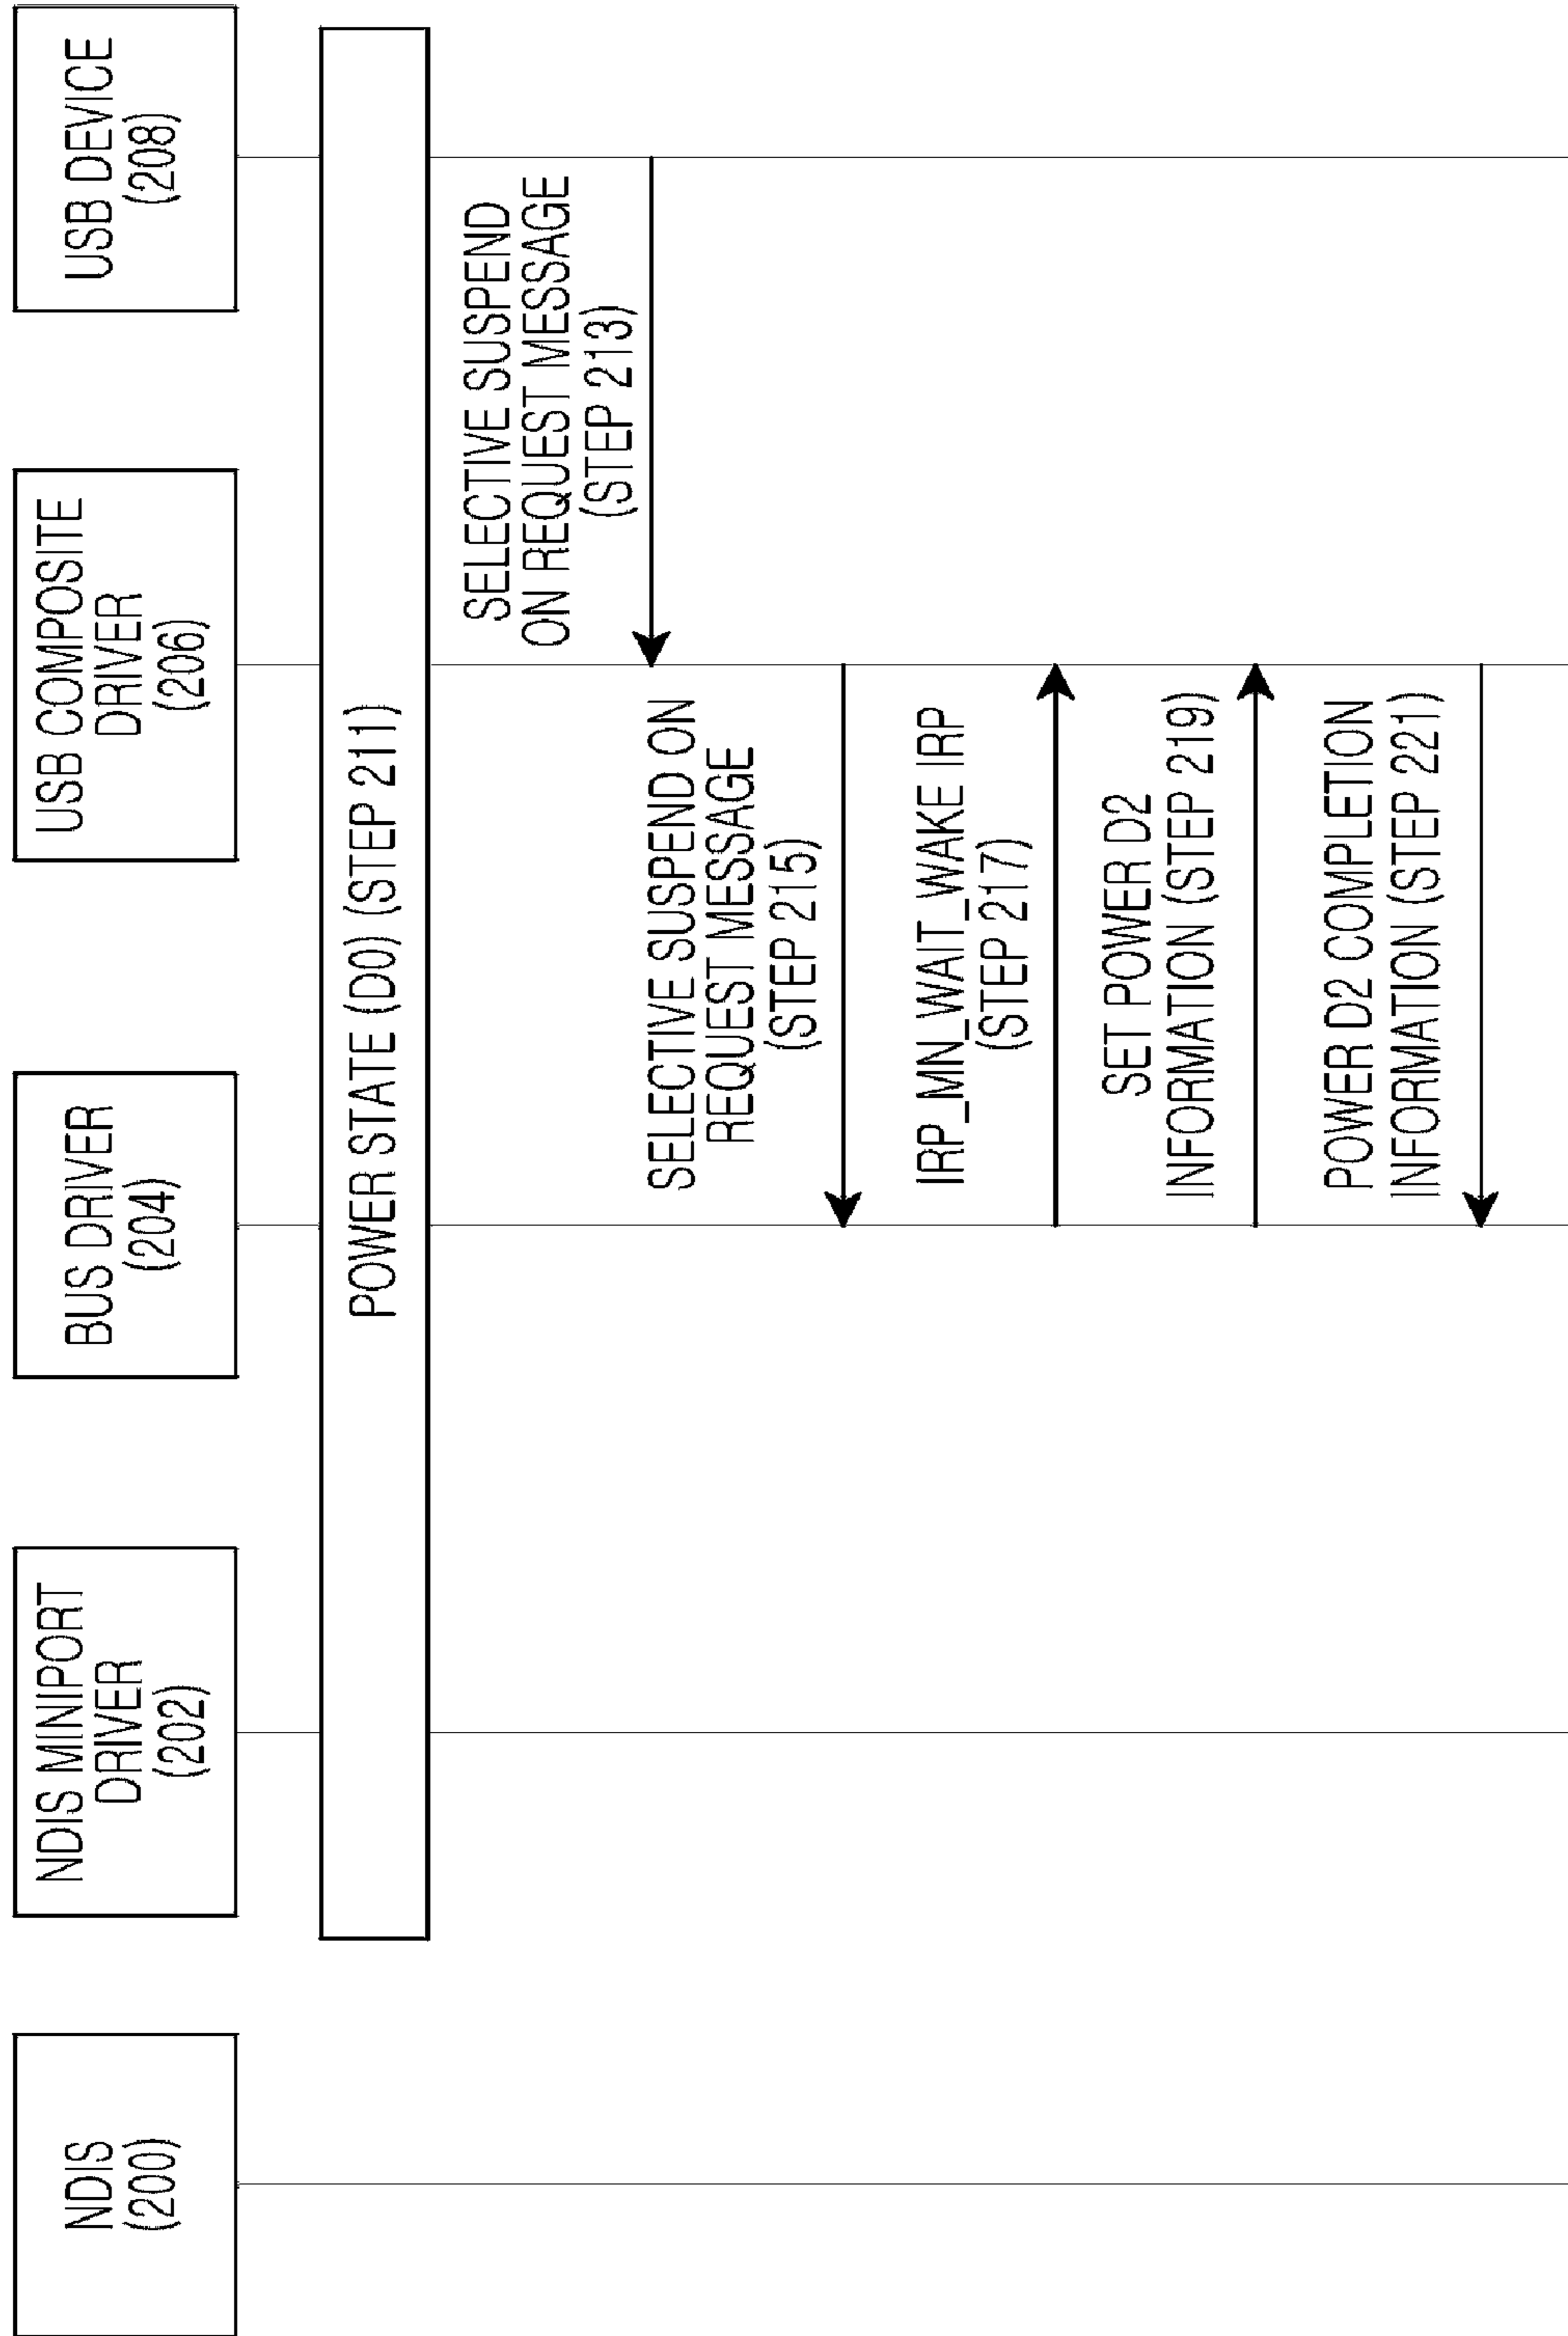 NDIS
(200)
NDIS MINIPORT
DRIVER
(202)
BUS DRIVER
(204)
USB COMPOSITE
DRIVER
(206)
USB DEVICE
(208)
POWER STATE (D0) (STEP 211)
SELECTIVE SUSPEND
ON REQUEST MESSAGE
(STEP 213)
SELECTIVE SUSPEND ON
REQUEST MESSAGE
(STEP 215)
IRP_MN_WAIT_WAKE IRP
(STEP 217)
SET POWER D2
INFORMATION (STEP 219)
POWER D2 COMPLETION
INFORMATION (STEP 221)